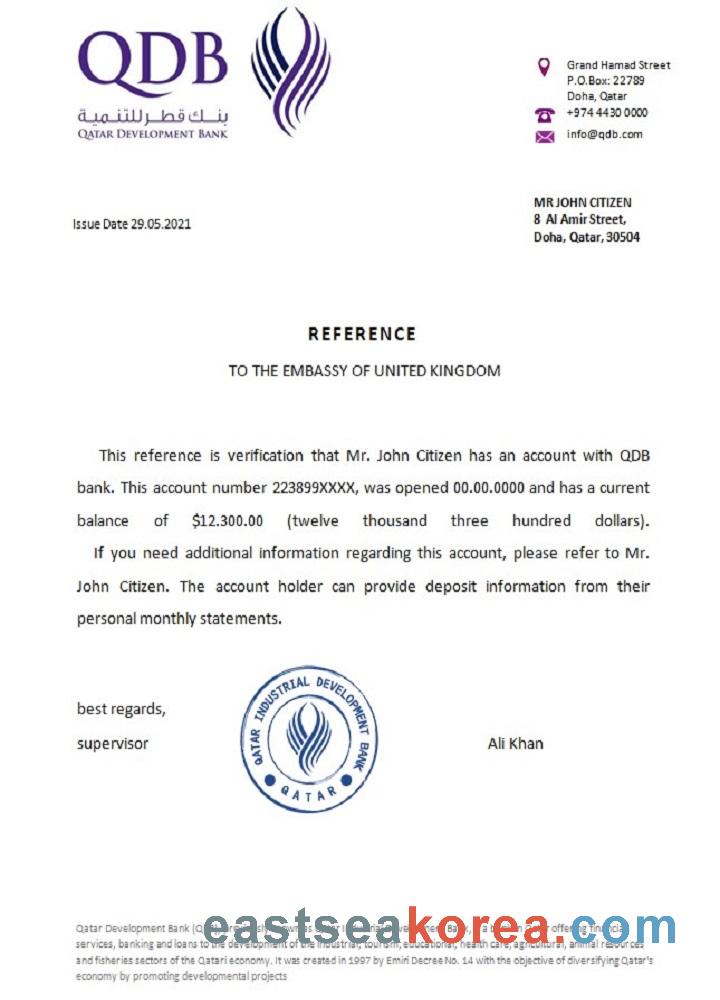 QDB
بنك قطر للتنمية
QATAR DEVELOPMENT BANK
Grand Hamad Street
P.O.Box: 22789
Doha, Qatar
+974 4430 0000
info@qdb.com
MR JOHN CITIZEN
8 Al Amir Street,
Doha, Qatar, 30504
Issue Date 29.05.2021
REFERENCE
TO THE EMBASSY OF UNITED KINGDOM
This reference is verification that Mr. John Citizen has an account with QDB
bank. This account number 223899XXXX, was opened 00.00.0000 and has a current
balance of $12.300.00 (twelve thousand three hundred dollars).
If you need additional information regarding this account, please refer to Mr.
John Citizen. The account holder can provide deposit information from their
personal monthly statements.
best regards,
supervisor
QATAR INDUSTRIAL DEVELOPMENT BANK
QATAR
Ali Khan
eastseakorea.com
Qatar Development Bank Qatar offering financial
services, banking and loans to the development of the industrial, tourism, educational, health care, agricultural, animal resources
and fisheries sectors of the Qatari economy. It was created in 1997 by Emiri Decree No. 14 with the objective of diversifying Qatar's
economy by promoting developmental projects